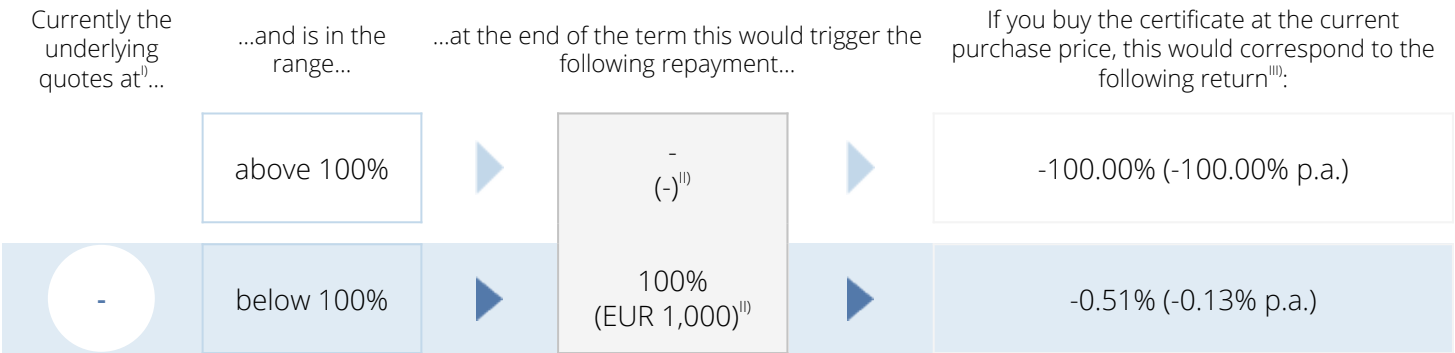 Currently the
underlying
quotes at^I)...
...and is in the
range...
...at the end of the term this would trigger the
following repayment...
If you buy the certificate at the current
purchase price, this would correspond to the
following return^III):
above 100%
-
(-)^II)
-100.00% (-100.00% p.a.)
-
below 100%
100%
(EUR 1,000)^II)
-0.51% (-0.13% p.a.)